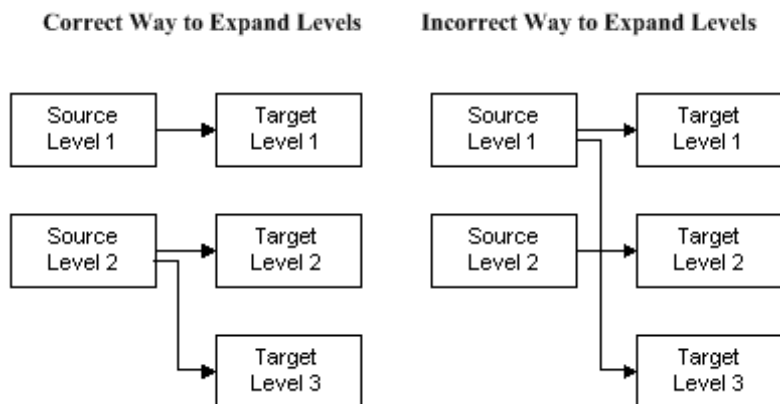 Correct Way to Expand Levels
Incorrect Way to Expand Levels
Source
Level 1
Target
Level 1
Source
Level 1
Target
Level 1
Source
Level 2
Target
Level 2
Source
Level 2
Target
Level 2
Target
Level 3
Target
Level 3